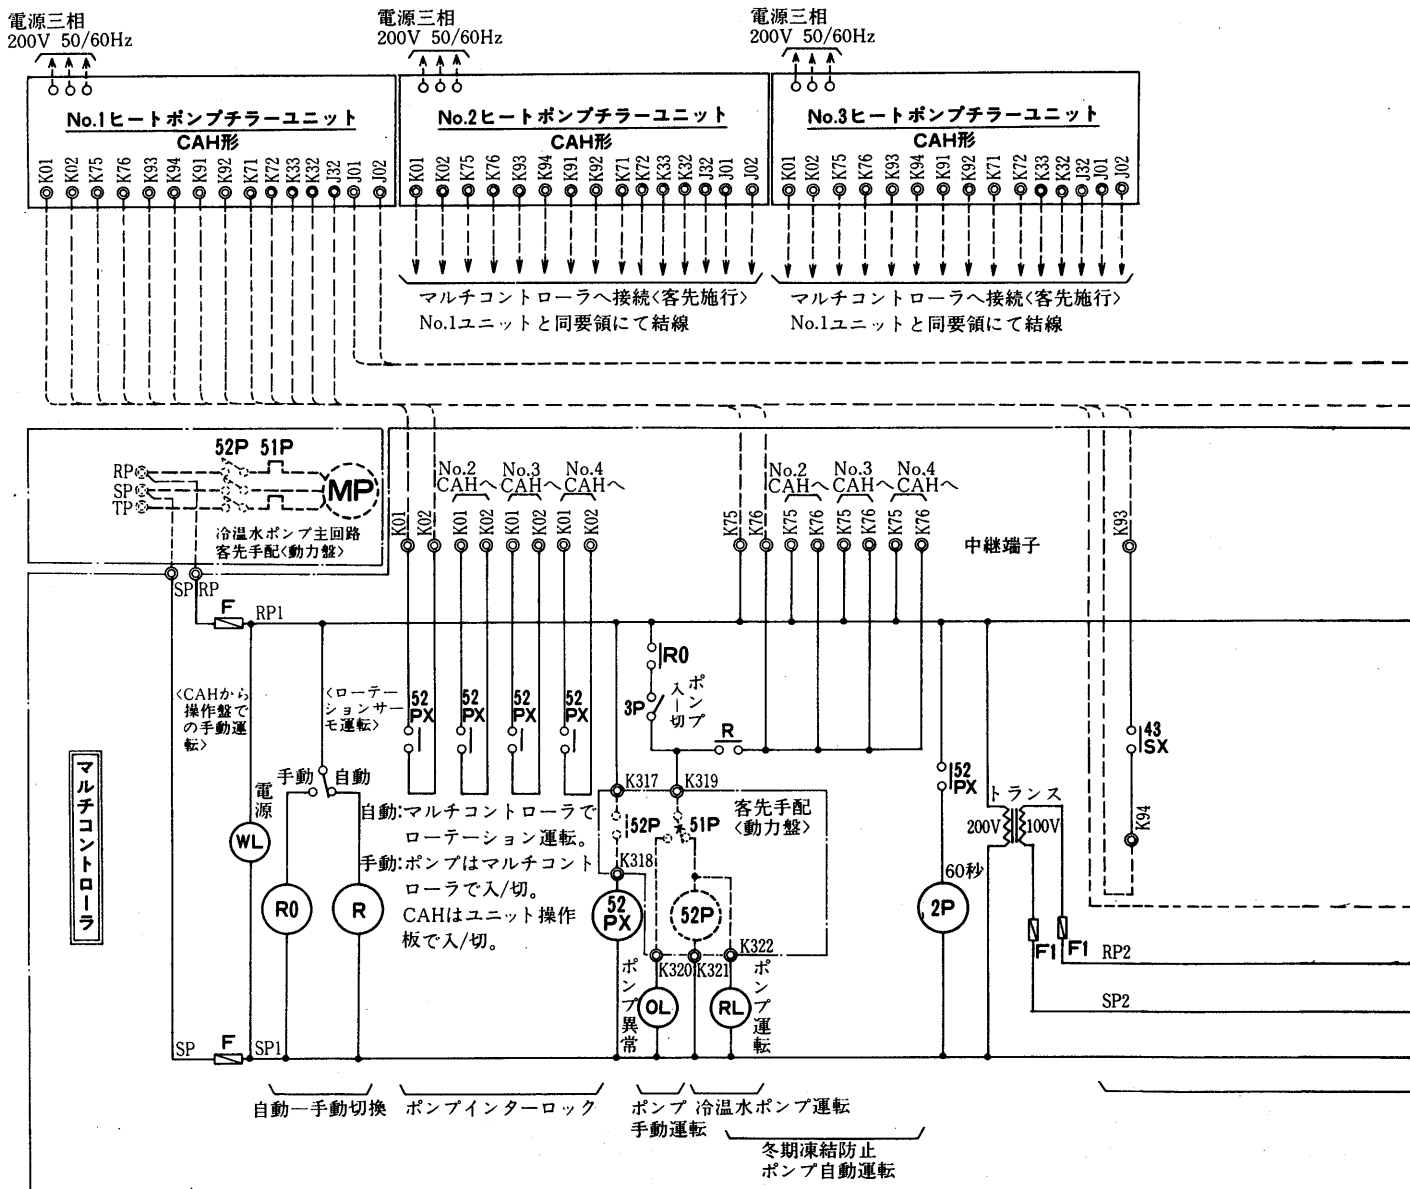 電源三相
200V 50/60Hz
電源三相
200V 50/60Hz
電源三相
200V 50/60Hz
No.1ヒートポンプチラーユニット
CAH形
K01 K02 K75 K76 K93 K94 K91 K92 K71 K72 K33 K32 J32 J01 J02
No.2ヒートポンプチラーユニット
CAH形
K01 K02 K75 K76 K93 K94 K91 K92 K71 K72 K33 K32 J32 J01 J02
No.3ヒートポンプチラーユニット
CAH形
K01 K02 K75 K76 K93 K94 K91 K92 K71 K72 K33 K32 J32 J01 J02
マルチコントローラへ接続〈客先施行〉
No.1ユニットと同要領にて結線
マルチコントローラへ接続〈客先施行〉
No.1ユニットと同要領にて結線
52P 51P
RP
SP
TP
MP
冷温水ポンプ主回路
客先手配〈動力盤〉
No.2
CAHへ
No.3
CAHへ
No.4
CAHへ
K01 K02 K01 K02 K01 K02 K01 K02
No.2
CAHへ
No.3
CAHへ
No.4
CAHへ
K75 K76 K75 K76 K75 K76 K75 K76
中継端子
K93
SP RP
F
RP1
〈CAHから
操作盤で
の手動運
転〉
〈ローテー
ションサー
モ運転〉
52
PX
52
PX
52
PX
52
PX
R0
3P
入-切
ポンプ
R
52
PX
43
SX
K94
マルチコントローラ
電源
WL
手動 自動
R0
R
自動:マルチコントローラで
ローテーション運転。
手動:ポンプはマルチコント
ローラで入/切。
CAHはユニット操作
板で入/切。
K317
K319
52P
51P
客先手配
〈動力盤〉
K318
52
PX
52P
K320
K321
K322
ポンプ異常
OL
RL
ポンプ運転
60秒
2P
トランス
200V
100V
F1
F1
RP2
SP2
SP
F
SP1
自動-手動切換
ポンプインターロック
ポンプ
手動運転
冷温水ポンプ運転
冬期凍結防止
ポンプ自動運転